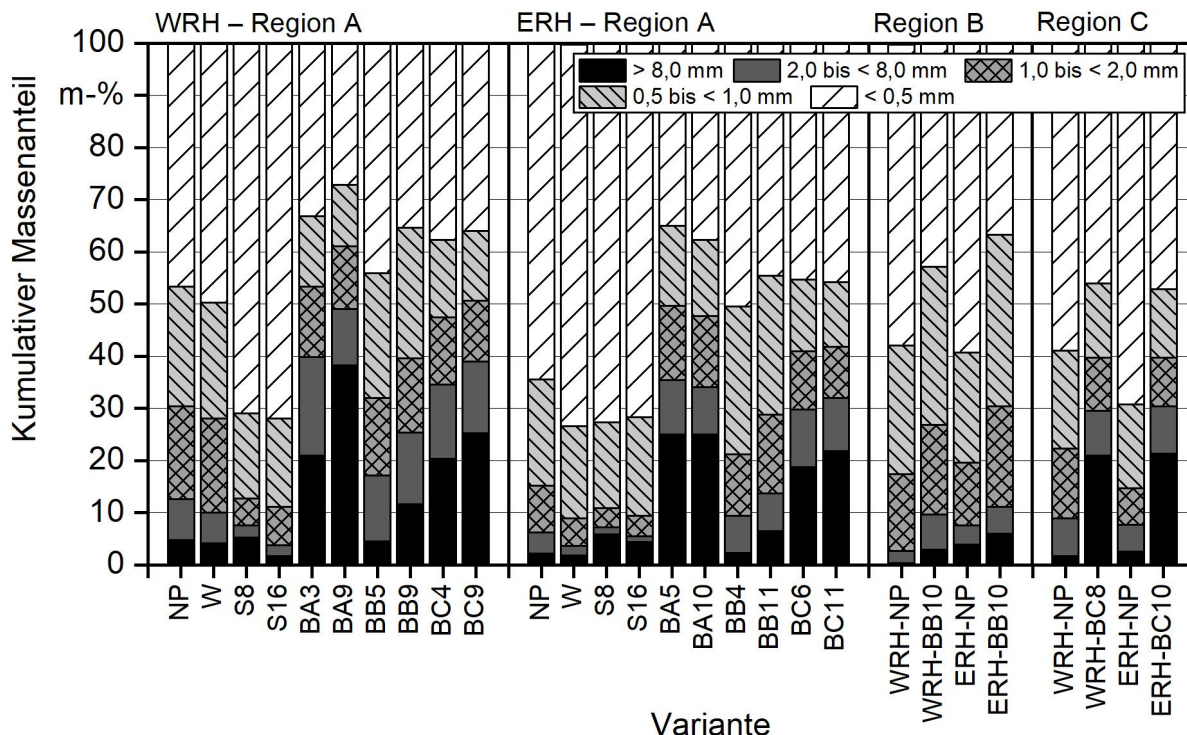 WRH – Region A
ERH – Region A
Region B
Region C
100
m-%
80
70
60
50
40
30
20
10
0
Kumulativer Massenanteil
> 8,0 mm
2,0 bis < 8,0 mm
1,0 bis < 2,0 mm
0,5 bis < 1,0 mm
< 0,5 mm
NP
W
S8
S16
BA3
BA9
BB5
BB9
BC4
BC9
NP
W
S8
S16
BA5
BA10
BB4
BB11
BC6
BC11
WRH-NP
WRH-BB10
ERH-NP
ERH-BB10
WRH-NP
WRH-BC8
ERH-NP
ERH-BC10
Variante